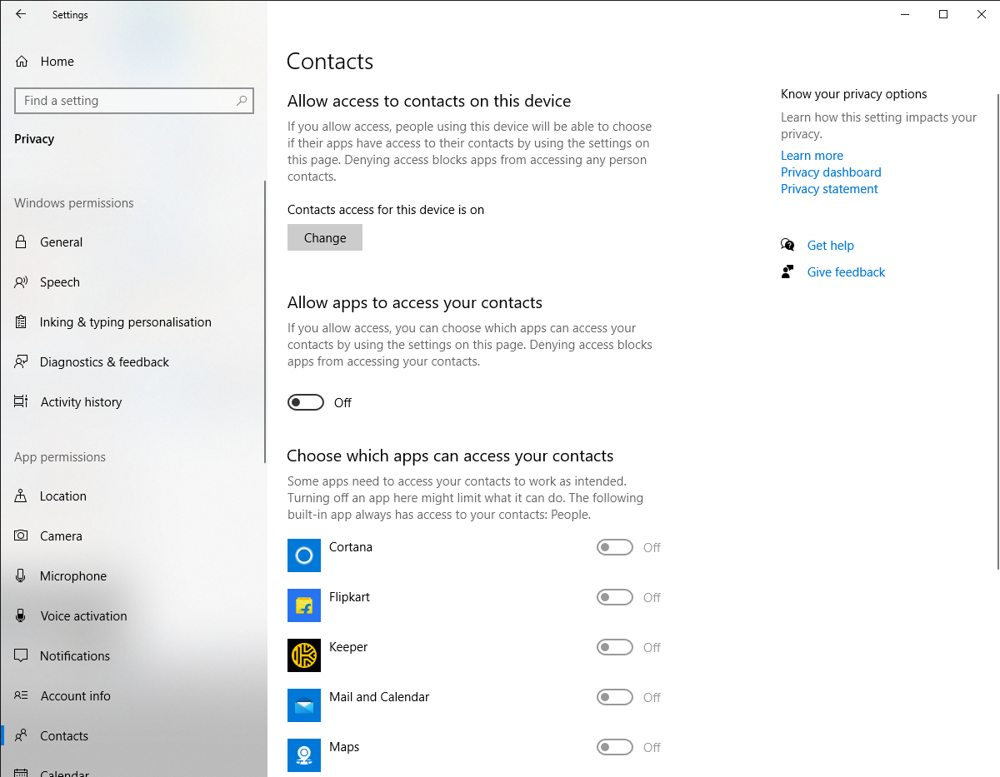 Settings
Home
Find a setting
Privacy
Windows permissions
General
Speech
Inking & typing personalisation
Diagnostics & feedback
Activity history
App permissions
Location
Camera
Microphone
Voice activation
Notifications
Account info
Contacts
Calendar
Contacts
Allow access to contacts on this device
If you allow access, people using this device will be able to choose
if their apps have access to their contacts by using the settings on
this page. Denying access blocks apps from accessing any person
contacts.
Contacts access for this device is on
Change
Allow apps to access your contacts
If you allow access, you can choose which apps can access your
contacts by using the settings on this page. Denying access blocks
apps from accessing your contacts.
Off
Choose which apps can access your contacts
Some apps need to access your contacts to work as intended.
Turning off an app here might limit what it can do. The following
built-in app always has access to your contacts: People.
Cortana Off
Flipkart Off
Keeper Off
Mail and Calendar Off
Maps Off
Know your privacy options
Learn how this setting impacts your
privacy.
Learn more
Privacy dashboard
Privacy statement
Get help
Give feedback